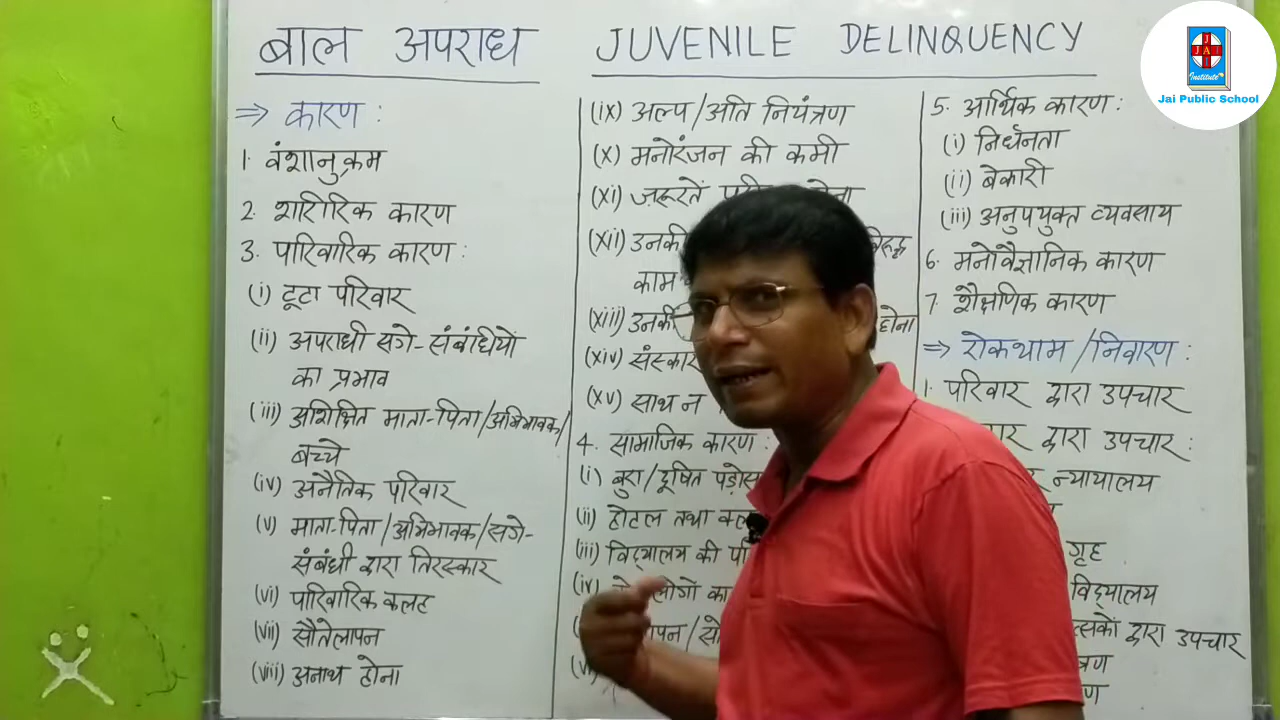 बाल अपराध JUVENILE DELINQUENCY
⇒ कारण :
1. वंशानुक्रम
2. शारीरिक कारण
3. पारिवारिक कारण :
(i) टूटा परिवार
(ii) अपराधी सगे-संबंधीयों
का प्रभाव
(iii) अशिक्षित माता-पिता/अभिभावक/
बच्चे
(iv) अनैतिक परिवार
(v) माता-पिता/अभिभावक/सगे-
संबंधी द्वारा तिरस्कार
(vi) पारिवारिक कलह
(vii) सौतेलापन
(viii) अनाथ होना
(ix) अल्प/अति नियंत्रण
(x) मनोरंजन की कमी
(xi) ज़रूरतें
(xii) उनकी
काम
(xiii) उनकी होना
(xiv) संस्कार
(xv) साथ न
4. सामाजिक कारण :
(i) बुरा/दूषित पड़ोस
(ii) होटल तथा
(iii) विद्यालय की
(iv) लोगों का
5. आर्थिक कारण :
(i) निर्धनता
(ii) बेकारी
(iii) अनुपयुक्त व्यवसाय
6. मनोवैज्ञानिक कारण
7. शैक्षणिक कारण
⇒ रोकथाम/निवारण :
1. परिवार द्वारा उपचार
द्वारा उपचार :
न्यायालय
गृह
विद्यालय
द्वारा उपचार
JAI
Institute
Jai Public School